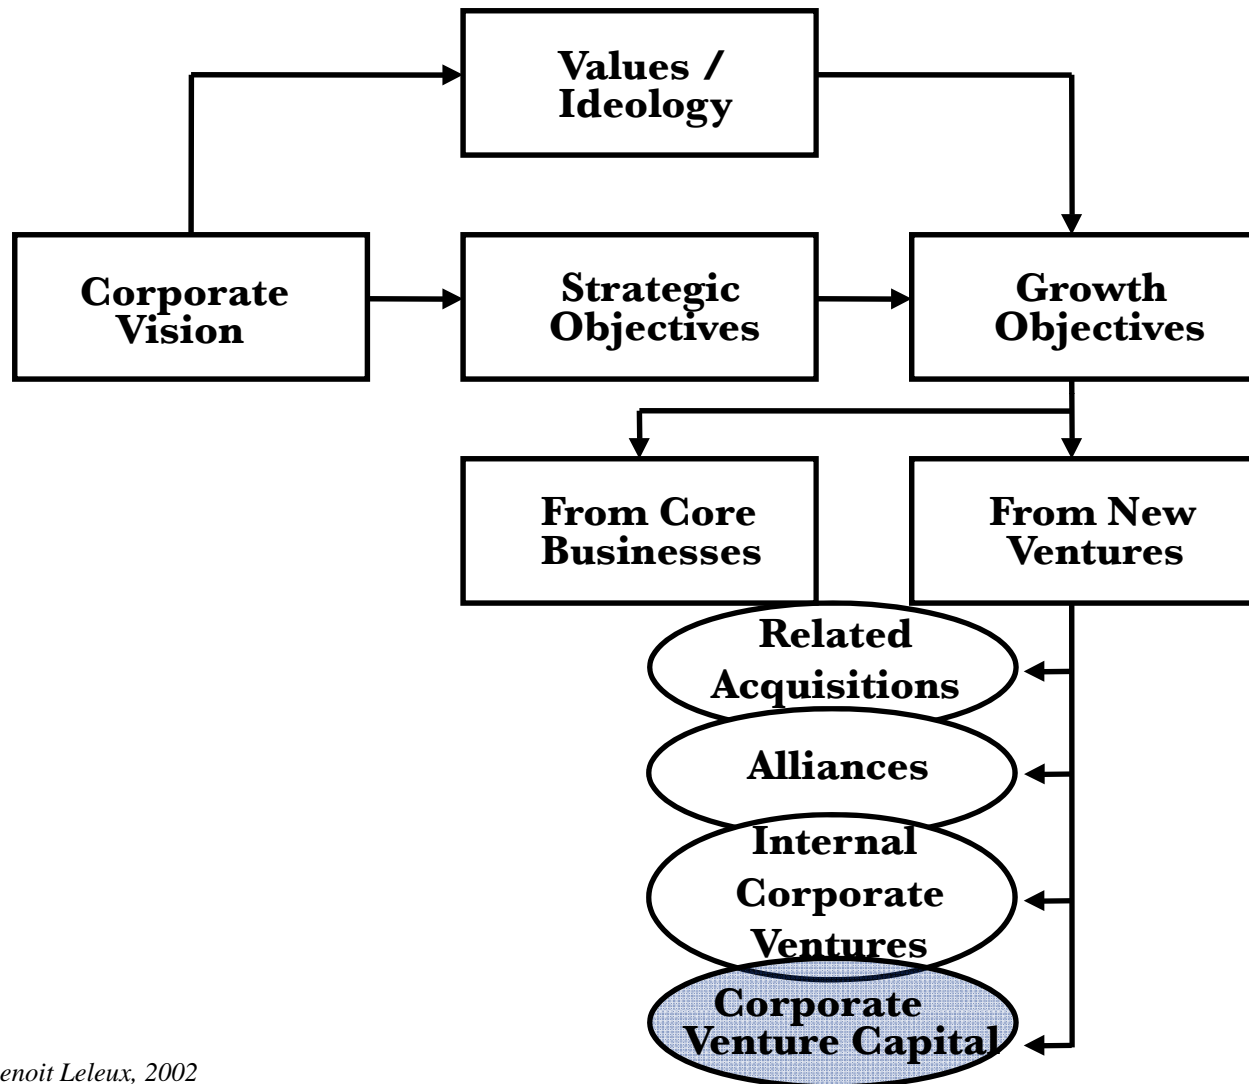 Values /
Ideology
Corporate
Vision
Strategic
Objectives
Growth
Objectives
From Core
Businesses
From New
Ventures
Related
Acquisitions
Alliances
Internal
Corporate
Ventures
Corporate
Venture Capital
enoit Leleux, 2002